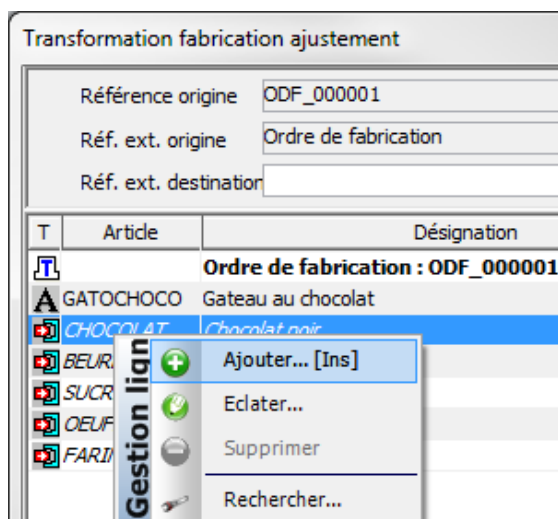 Transformation fabrication ajustement
Référence origine ODF_000001
Réf. ext. origine Ordre de fabrication
Réf. ext. destination
T Article Désignation
T Ordre de fabrication : ODF_000001
A GATOCHOCO Gateau au chocolat
CHOCOLAT Chocolat noir
Gestion lign
Ajouter... [Ins]
Eclater...
Supprimer
Rechercher...